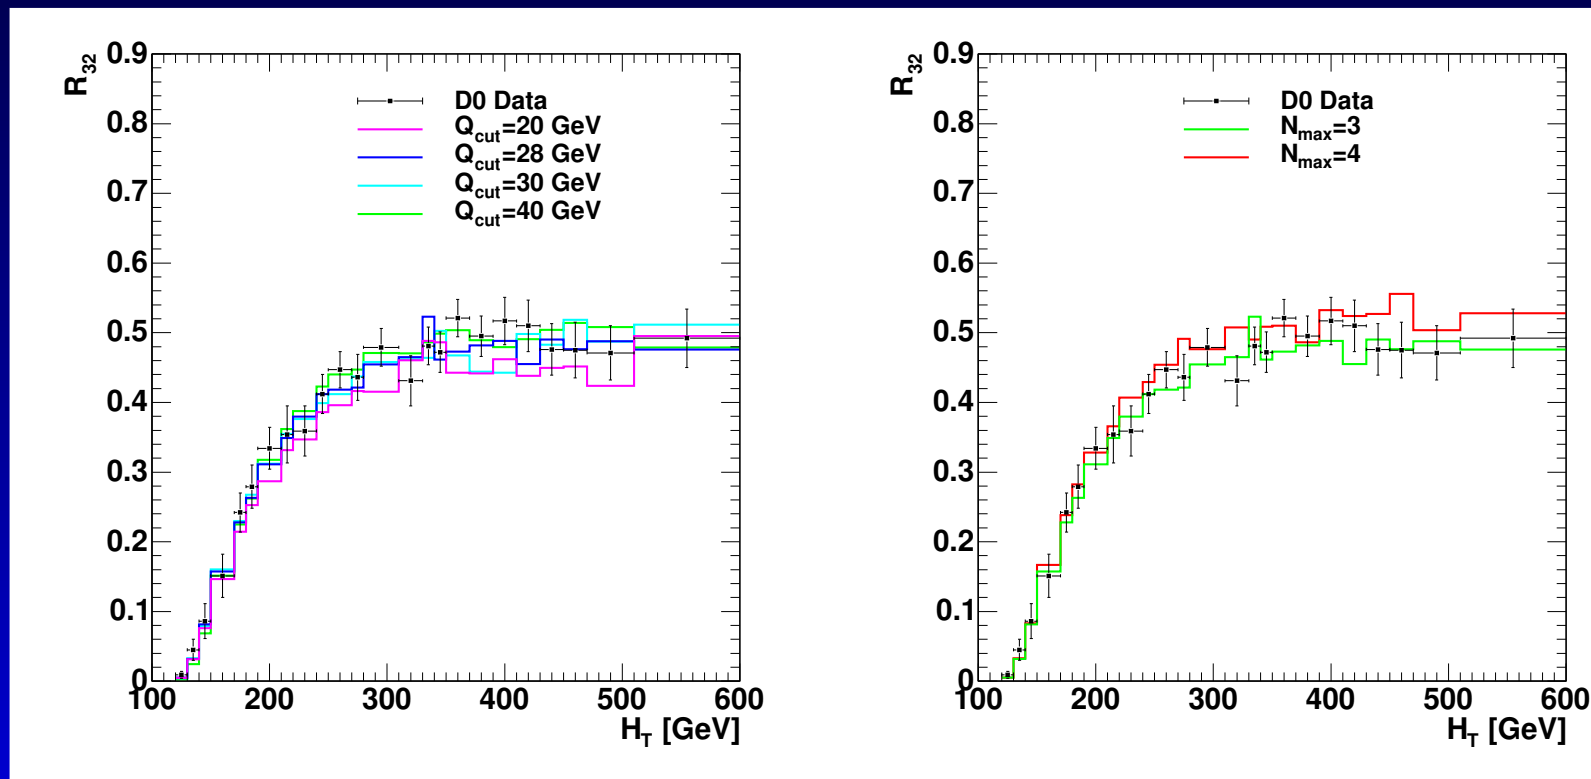 R32
0.9
0.8
0.7
0.6
0.5
0.4
0.3
0.2
0.1
0
D0 Data
Qcut=20 GeV
Qcut=28 GeV
Qcut=30 GeV
Qcut=40 GeV
100 200 300 400 500 600
HT [GeV]
R32
0.9
0.8
0.7
0.6
0.5
0.4
0.3
0.2
0.1
0
D0 Data
Nmax=3
Nmax=4
100 200 300 400 500 600
HT [GeV]